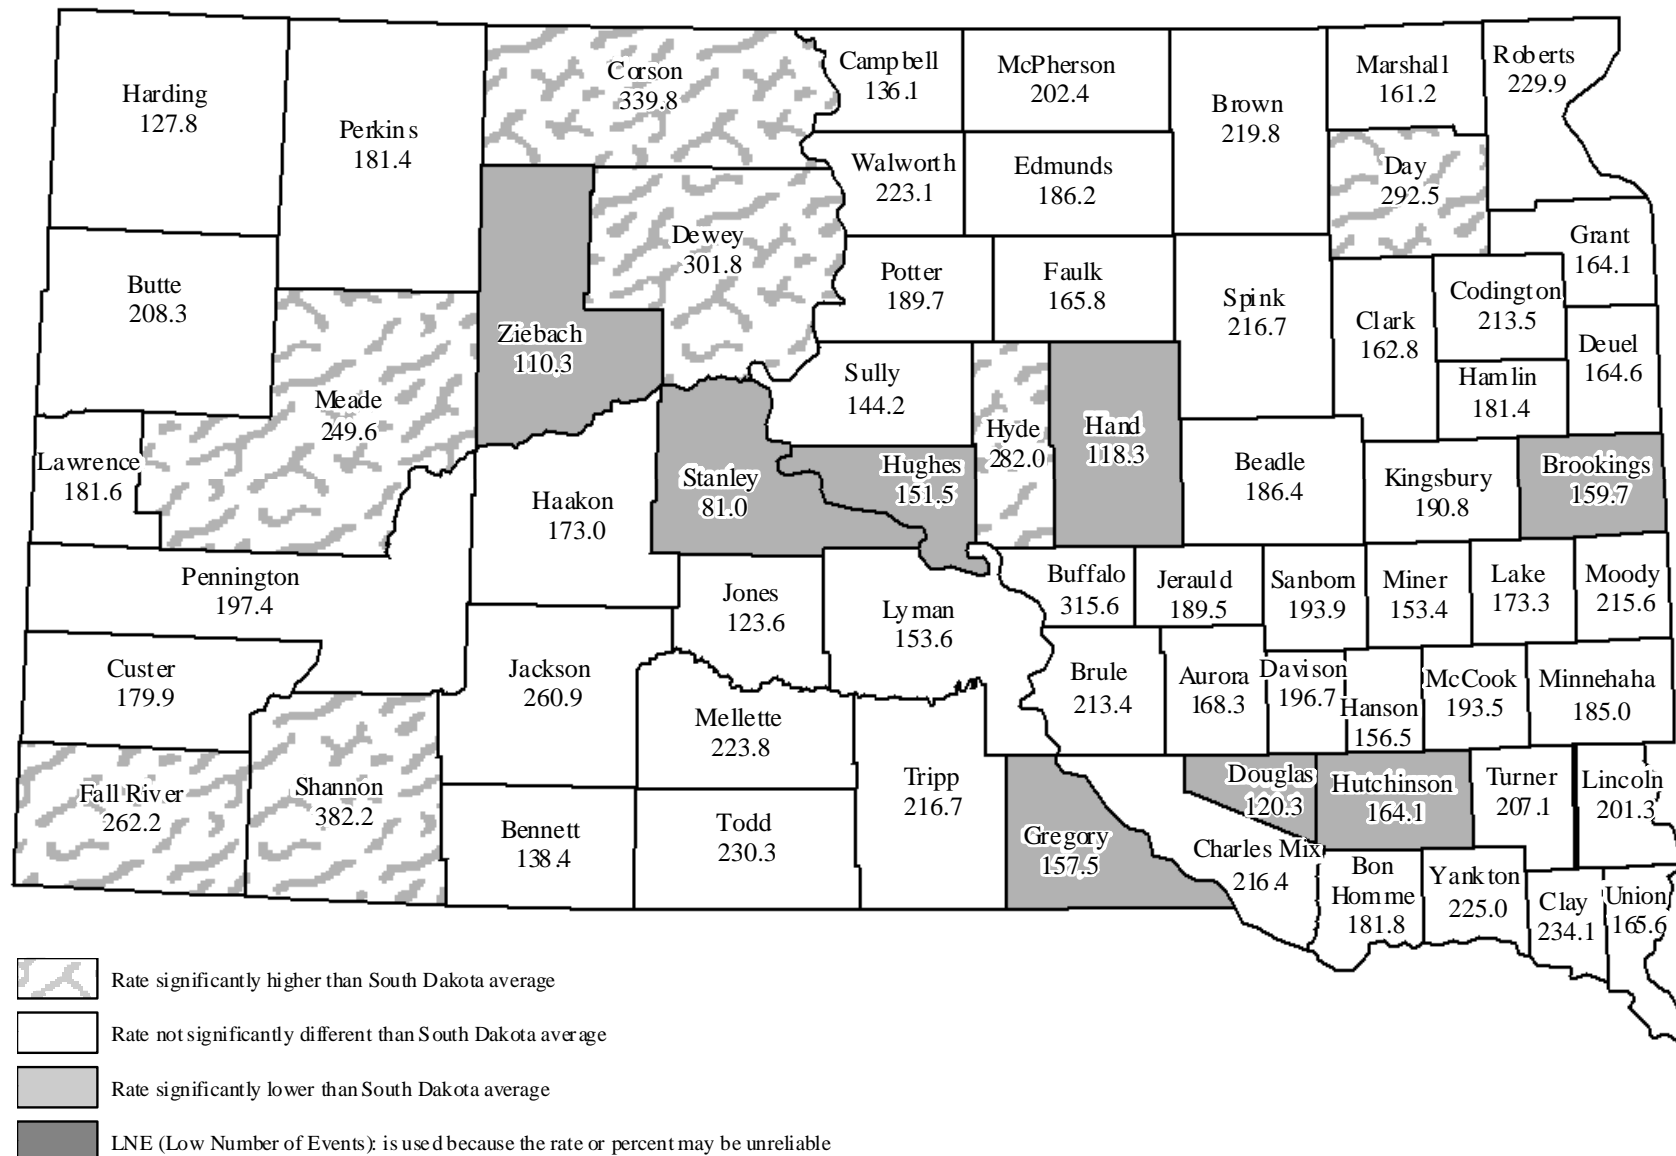 Harding
127.8
Perkins
181.4
Corson
339.8
Campbell
136.1
McPherson
202.4
Brown
219.8
Marshall
161.2
Roberts
229.9
Walworth
223.1
Edmunds
186.2
Day
292.5
Butte
208.3
Dewey
301.8
Potter
189.7
Faulk
165.8
Spink
216.7
Grant
164.1
Codington
213.5
Clark
162.8
Deuel
164.6
Ziebach
110.3
Meade
249.6
Sully
144.2
Hamlin
181.4
Hyde
282.0
Hand
118.3
Lawrence
181.6
Stanley
81.0
Hughes
151.5
Beadle
186.4
Kingsbury
190.8
Brookings
159.7
Haakon
173.0
Pennington
197.4
Jones
123.6
Lyman
153.6
Buffalo
315.6
Jerauld
189.5
Sanborn
193.9
Miner
153.4
Lake
173.3
Moody
215.6
Custer
179.9
Jackson
260.9
Mellette
223.8
Brule
213.4
Aurora
168.3
Davison
196.7
Hanson
156.5
McCook
193.5
Minnehaha
185.0
Fall River
262.2
Shannon
382.2
Tripp
216.7
Douglas
120.3
Hutchinson
164.1
Turner
207.1
Lincoln
201.3
Bennett
138.4
Todd
230.3
Gregory
157.5
Charles Mix
216.4
Bon
Homme
181.8
Yankton
225.0
Clay
234.1
Union
165.6
Rate significantly higher than South Dakota average
Rate not significantly different than South Dakota average
Rate significantly lower than South Dakota average
LNE (Low Number of Events): is used because the rate or percent may be unreliable